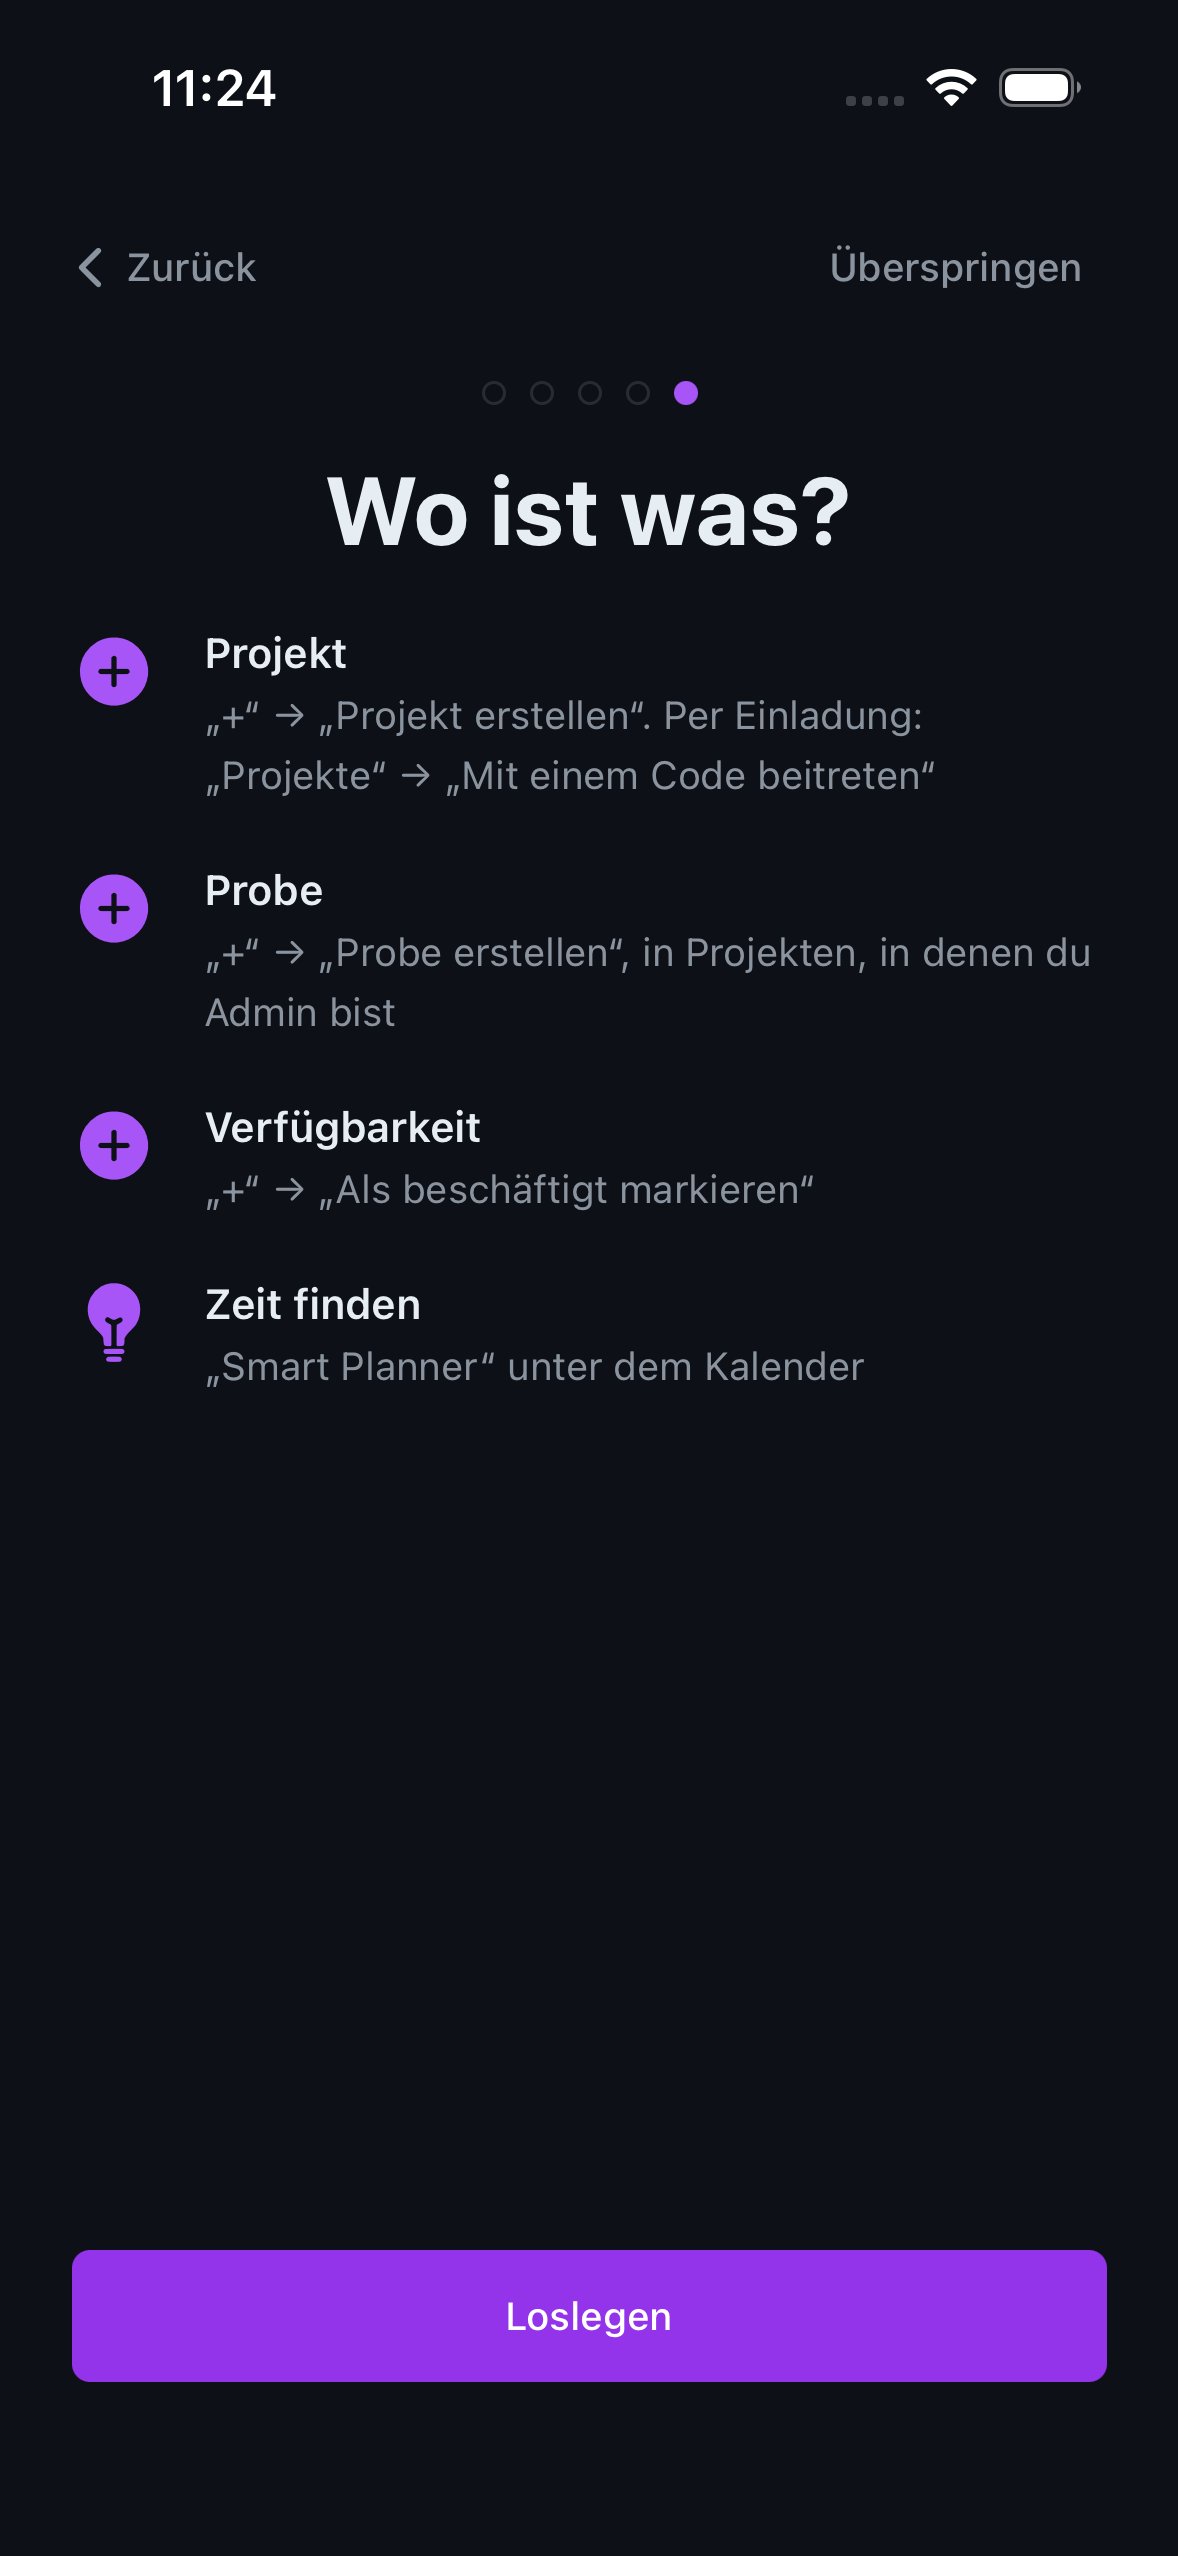 11:24
Zurück
Überspringen
Wo ist was?
Projekt
„+“ → „Projekt erstellen“. Per Einladung:
„Projekte“ → „Mit einem Code beitreten“
Probe
„+“ → „Probe erstellen“, in Projekten, in denen du
Admin bist
Verfügbarkeit
„+“ → „Als beschäftigt markieren“
Zeit finden
„Smart Planner“ unter dem Kalender
Loslegen